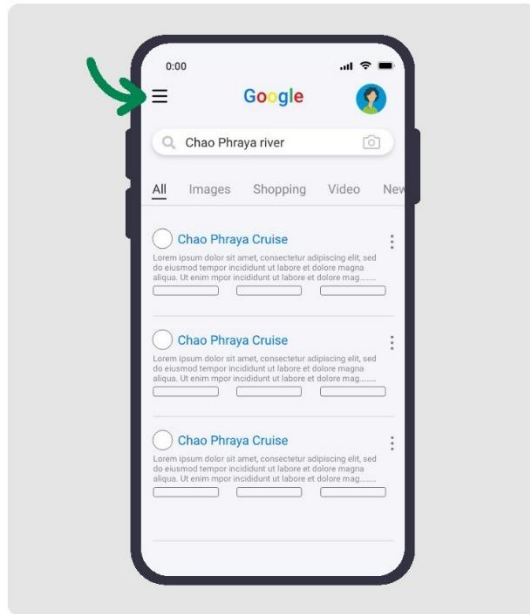 0:00
Google
Chao Phraya river
All Images Shopping Video New
Chao Phraya Cruise
Lorem ipsum dolor sit amet, consectetur adipiscing elit, sed
do eiusmod tempor incididunt ut labore et dolore magna
aliqua. Ut enim mpor incididunt ut labore et dolore magna.......
Chao Phraya Cruise
Lorem ipsum dolor sit amet, consectetur adipiscing elit, sed
do eiusmod tempor incididunt ut labore et dolore magna
aliqua. Ut enim mpor incididunt ut labore et dolore mag.......
Chao Phraya Cruise
Lorem ipsum dolor sit amet, consectetur adipiscing elit, sed
do eiusmod tempor incididunt ut labore et dolore magna
aliqua. Ut enim mpor incididunt ut labore et dolore mag.......